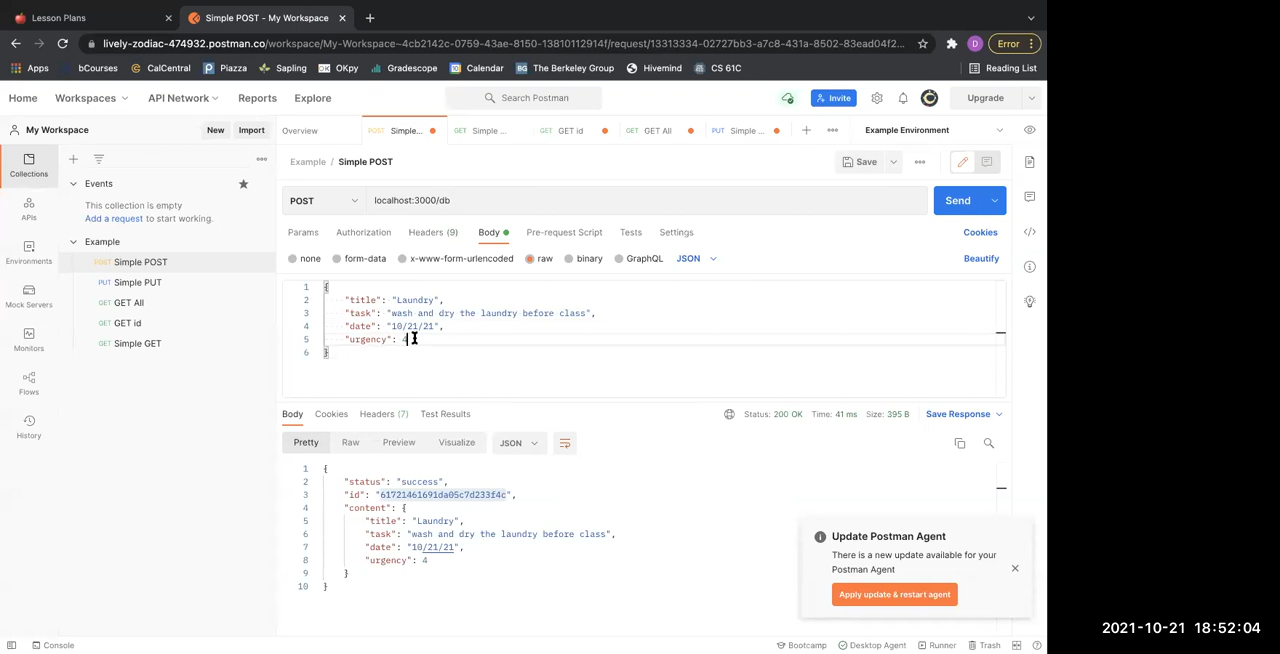 Lesson Plans
Simple POST - My Workspace
lively-zodiac-474932.postman.co/workspace/My-Workspace~4cb2142c-0759-43ae-8150-13810112914f/request/13313334-02727bb3-a7c8-431a-8502-83ead04f2...
D
Error
Apps bCourses CalCentral Piazza Sapling OKpy Gradescope Calendar The Berkeley Group Hivemind CS 61C Reading List
Home Workspaces API Network Reports Explore Search Postman Invite Upgrade
My Workspace New Import
Overview POST Simple... GET Simple ... GET id GET All PUT Simple ... Example Environment
Collections
APIs
Environments
Mock Servers
Monitors
Flows
History
Events
This collection is empty
Add a request to start working.
Example
POST Simple POST
PUT Simple PUT
GET GET All
GET GET id
GET Simple GET
Example / Simple POST Save
POST localhost:3000/db Send
Params Authorization Headers (9) Body Pre-request Script Tests Settings Cookies
none form-data x-www-form-urlencoded raw binary GraphQL JSON Beautify
1 {
2 "title": "Laundry",
3 "task": "wash and dry the laundry before class",
4 "date": "10/21/21",
5 "urgency": 4
6 }
Body Cookies Headers (7) Test Results Status: 200 OK Time: 41 ms Size: 395 B Save Response
Pretty Raw Preview Visualize JSON
1 {
2 "status": "success",
3 "id": "61721461691da05c7d233f4c",
4 "content": {
5 "title": "Laundry",
6 "task": "wash and dry the laundry before class",
7 "date": "10/21/21",
8 "urgency": 4
9 }
10 }
Update Postman Agent
There is a new update available for your
Postman Agent
Apply update & restart agent
Console Bootcamp Desktop Agent Runner Trash
2021-10-21 18:52:04